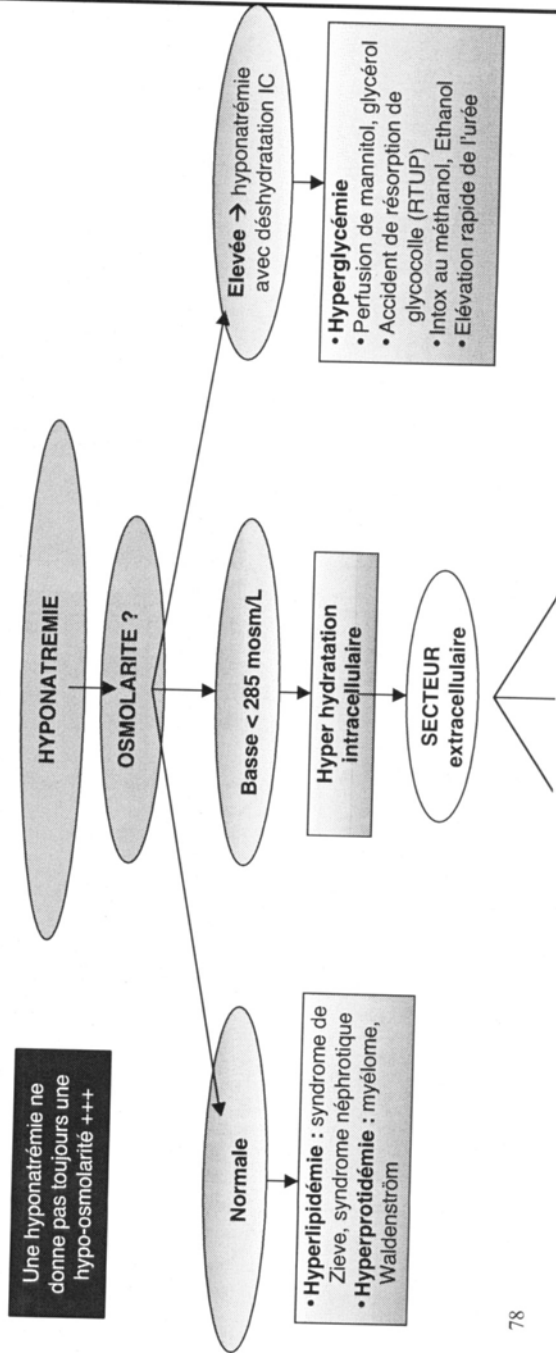 Une hyponatrémie ne
donne pas toujours une
hypo-osmolarité +++
HYPONATREMIE
OSMOLARITE ?
Normale
• Hyperlipidémie : syndrome de
Zieve, syndrome néphrotique
• Hyperprotidémie : myélome,
Waldenström
Basse < 285 mosm/L
Hyper hydratation
intracellulaire
SECTEUR
extracellulaire
Elevée → hyponatrémie
avec déshydratation IC
• Hyperglycémie
• Perfusion de mannitol, glycérol
• Accident de résorption de
glycocolle (RTUP)
• Intox au méthanol, Ethanol
• Elévation rapide de l'urée
78